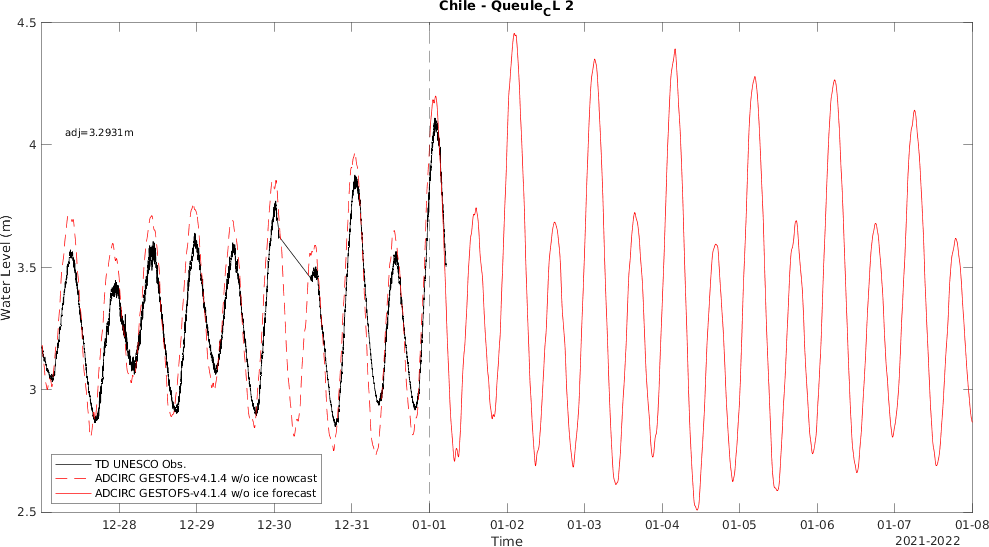 Chile - Queule_CL 2
4.5
4
3.5
3
2.5
Water Level (m)
adj=3.2931m
TD UNESCO Obs.
ADCIRC GESTOFS-v4.1.4 w/o ice nowcast
ADCIRC GESTOFS-v4.1.4 w/o ice forecast
12-28 12-29 12-30 12-31 01-01 01-02 01-03 01-04 01-05 01-06 01-07 01-08
Time
2021-2022